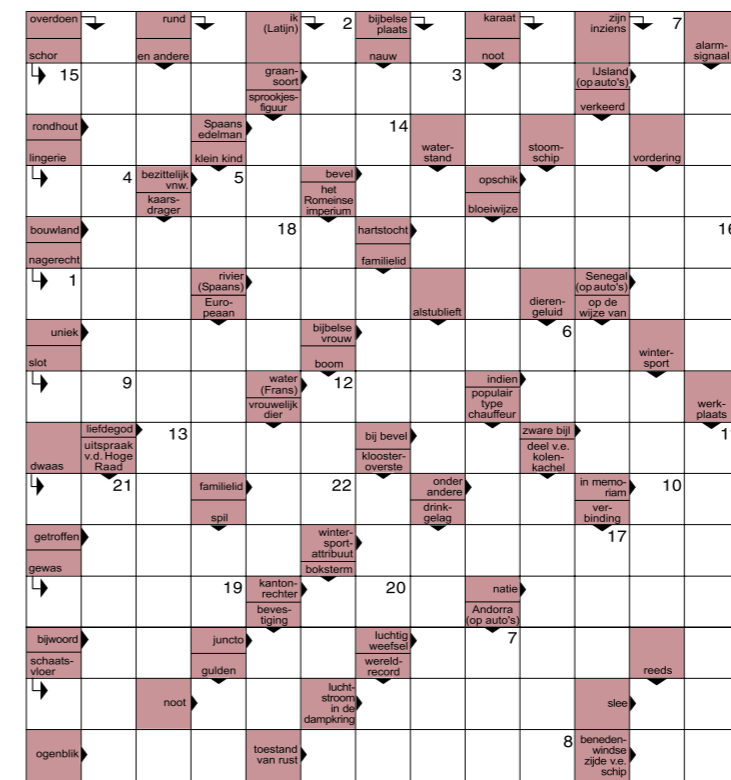 overdoen
schor
rund
en andere
ik
(Latijn)
2
bijbelse
plaats
nauw
karaat
noot
zijn
inziens
7
alarm-
signaal
15
graan-
soort
sprookjes-
figuur
3
IJsland
(op auto's)
verkeerd
rondhout
lingerie
Spaans
edelman
klein kind
14
water-
stand
stoom-
schip
vordering
4
bezittelijk
vnw.
kaars-
drager
5
bevel
het
Romeinse
imperium
opschik
bloeiwijze
bouwland
nagerecht
18
hartstocht
familielid
16
1
rivier
(Spaans)
Euro-
peaan
alstublieft
dieren-
geluid
Senegal
(op auto's)
op de
wijze van
uniek
slot
bijbelse
vrouw
boom
6
winter-
sport
9
water
(Frans)
vrouwelijk
dier
12
indien
populair
type
chauffeur
werk-
plaats
dwaas
liefdegod
uitspraak
v.d. Hoge
Raad
13
bij bevel
klooster-
overste
zware bijl
deel v.e.
kolen-
kachel
21
familielid
spil
22
onder
andere
drink-
gelag
in memo-
riam
ver-
binding
10
getroffen
gewas
winter-
sport-
attribuut
boksterm
17
19
kanton-
rechter
beves-
tiging
20
natie
Andorra
(op auto's)
bijwoord
schaats-
vloer
juncto
gulden
luchtig
weefsel
wereld-
record
7
reeds
noot
lucht-
stroom
in de
dampkring
slee
ogenblik
toestand
van rust
8
beneden-
windse
zijde v.e.
schip